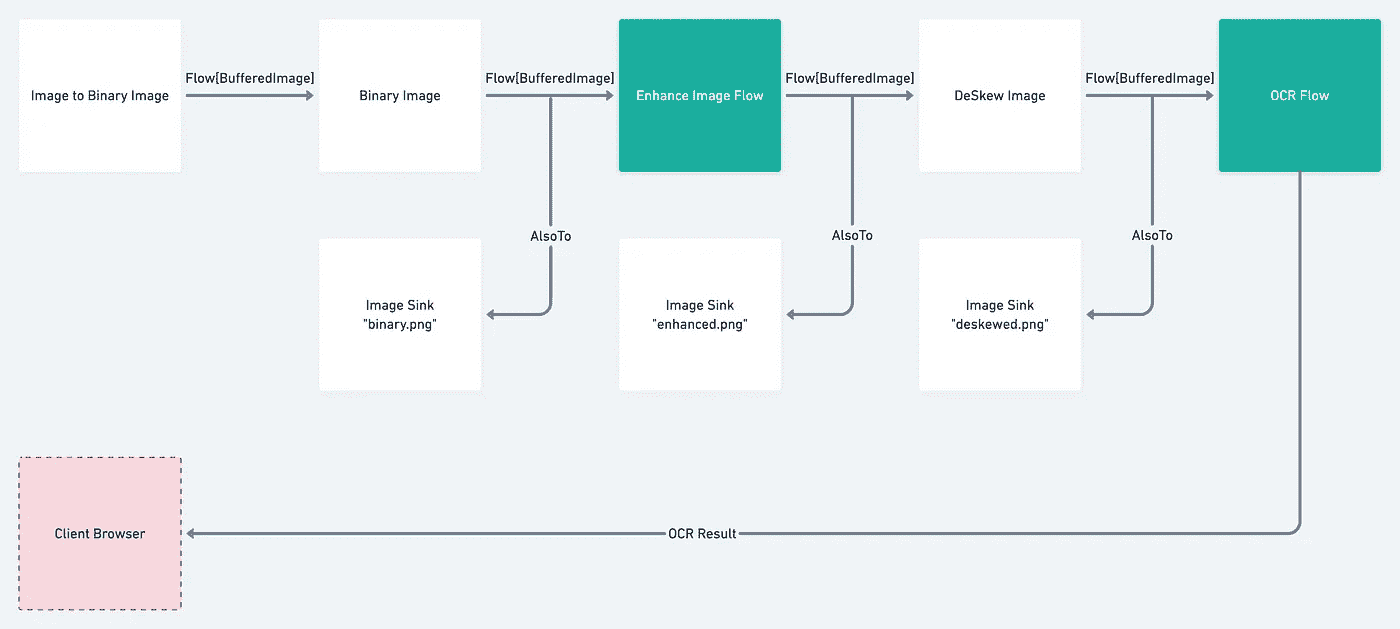 Flow[BufferedImage]
Flow[BufferedImage]
Flow[BufferedImage]
Flow[BufferedImage]
Image to Binary Image
Binary Image
Enhance Image Flow
DeSkew Image
OCR Flow
AlsoTo
AlsoTo
AlsoTo
Image Sink
"binary.png"
Image Sink
"enhanced.png"
Image Sink
"deskewed.png"
Client Browser
OCR Result